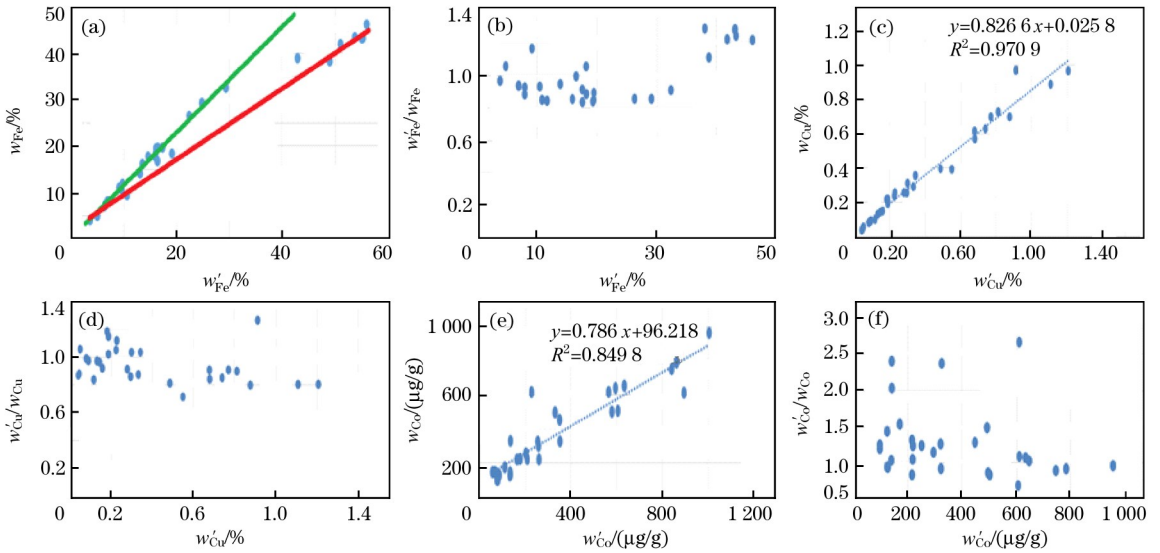 (a)
50
40
30
20
10
0
20
40
60
w_Fe/%
w′_Fe/%
(b)
1.4
1.0
0.6
0.2
0
10
30
50
w′_Fe/w_Fe
w′_Fe/%
(c)
y=0.826 6 x+0.025 8
R²=0.970 9
1.2
1.0
0.8
0.6
0.4
0.2
0
0.20
0.60
1.00
1.40
w_Cu/%
w′_Cu/%
(d)
1.4
1.0
0.6
0.2
0
0.2
0.6
1.0
1.4
w′_Cu/w_Cu
w′_Cu/%
(e)
y=0.786 x+96.218
R²=0.849 8
1 000
600
200
0
400
800
1 200
w_Co/(μg/g)
w′_Co/(μg/g)
(f)
3.0
2.5
2.0
1.5
1.0
0.5
0
200
400
600
800
1 000
w′_Co/w_Co
w′_Co/(μg/g)